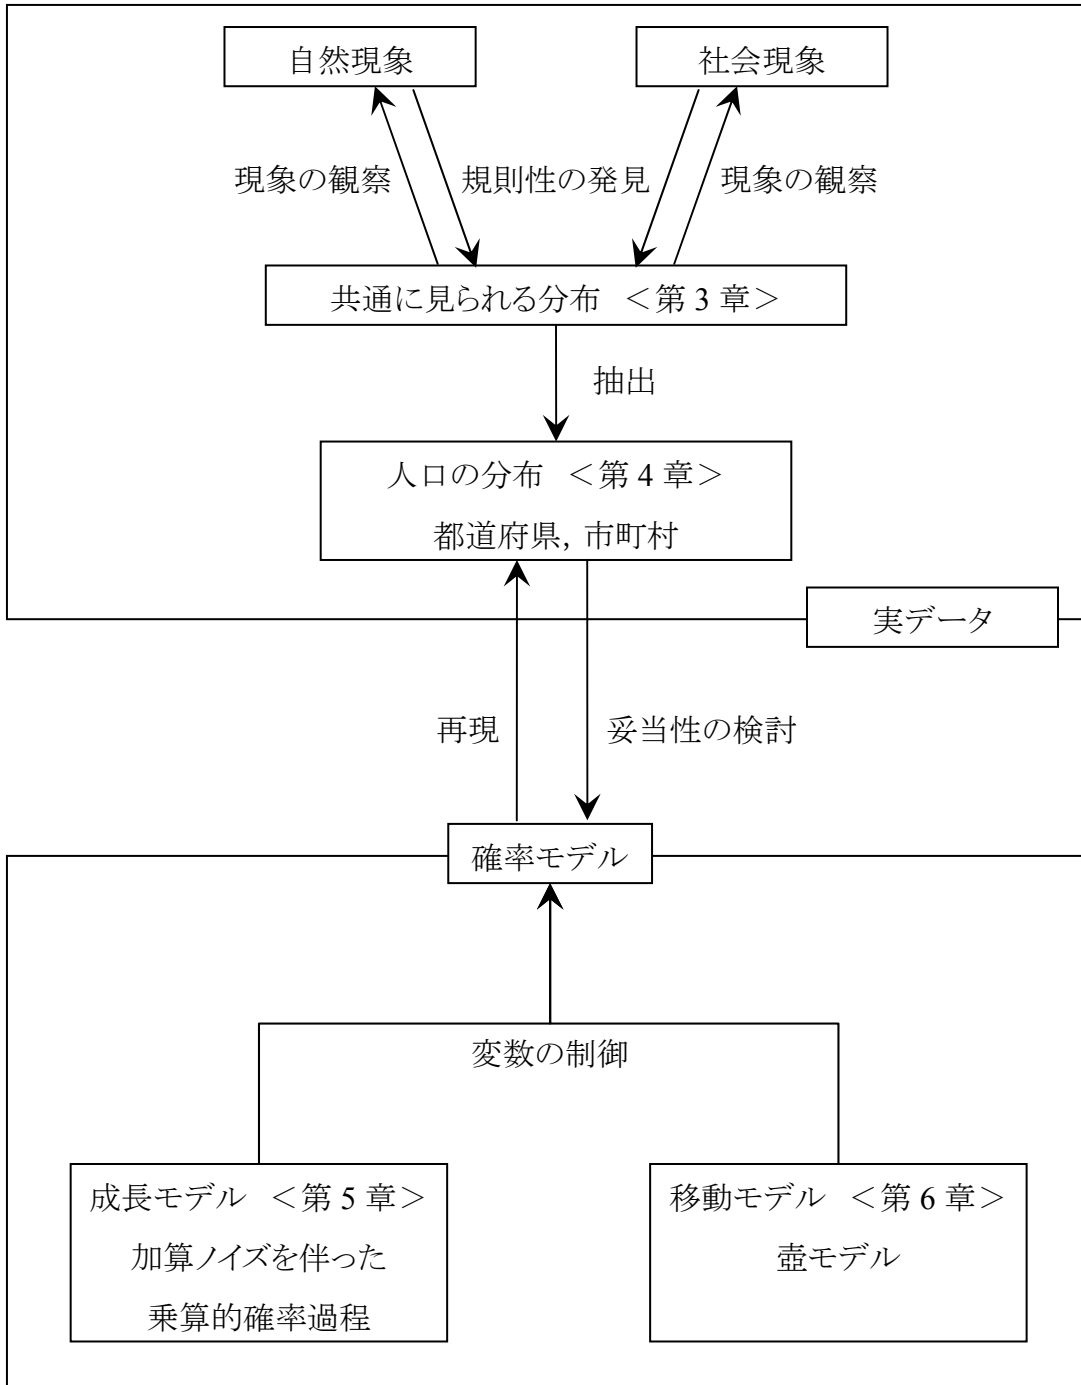 自然現象
社会現象
現象の観察
規則性の発見
現象の観察
共通に見られる分布 <第 3 章>
抽出
人口の分布 <第 4 章>
都道府県, 市町村
実データ
再現
妥当性の検討
確率モデル
変数の制御
成長モデル <第 5 章>
加算ノイズを伴った
乗算的確率過程
移動モデル <第 6 章>
壺モデル